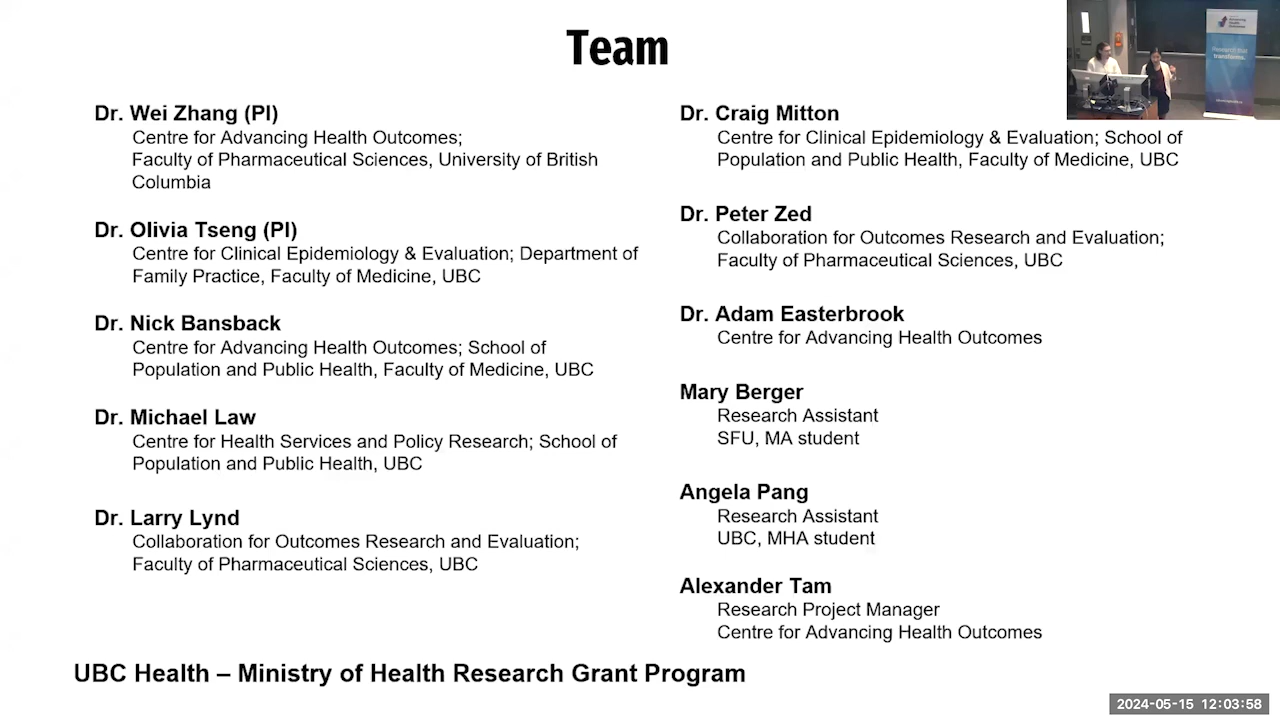 Team
Dr. Wei Zhang (PI)
Centre for Advancing Health Outcomes;
Faculty of Pharmaceutical Sciences, University of British
Columbia
Dr. Olivia Tseng (PI)
Centre for Clinical Epidemiology & Evaluation; Department of
Family Practice, Faculty of Medicine, UBC
Dr. Nick Bansback
Centre for Advancing Health Outcomes; School of
Population and Public Health, Faculty of Medicine, UBC
Dr. Michael Law
Centre for Health Services and Policy Research; School of
Population and Public Health, UBC
Dr. Larry Lynd
Collaboration for Outcomes Research and Evaluation;
Faculty of Pharmaceutical Sciences, UBC
Dr. Craig Mitton
Centre for Clinical Epidemiology & Evaluation; School of
Population and Public Health, Faculty of Medicine, UBC
Dr. Peter Zed
Collaboration for Outcomes Research and Evaluation;
Faculty of Pharmaceutical Sciences, UBC
Dr. Adam Easterbrook
Centre for Advancing Health Outcomes
Mary Berger
Research Assistant
SFU, MA student
Angela Pang
Research Assistant
UBC, MHA student
Alexander Tam
Research Project Manager
Centre for Advancing Health Outcomes
UBC Health – Ministry of Health Research Grant Program
Advancing
Health
Outcomes
Research that
transforms.
2024-05-15 12:03:58